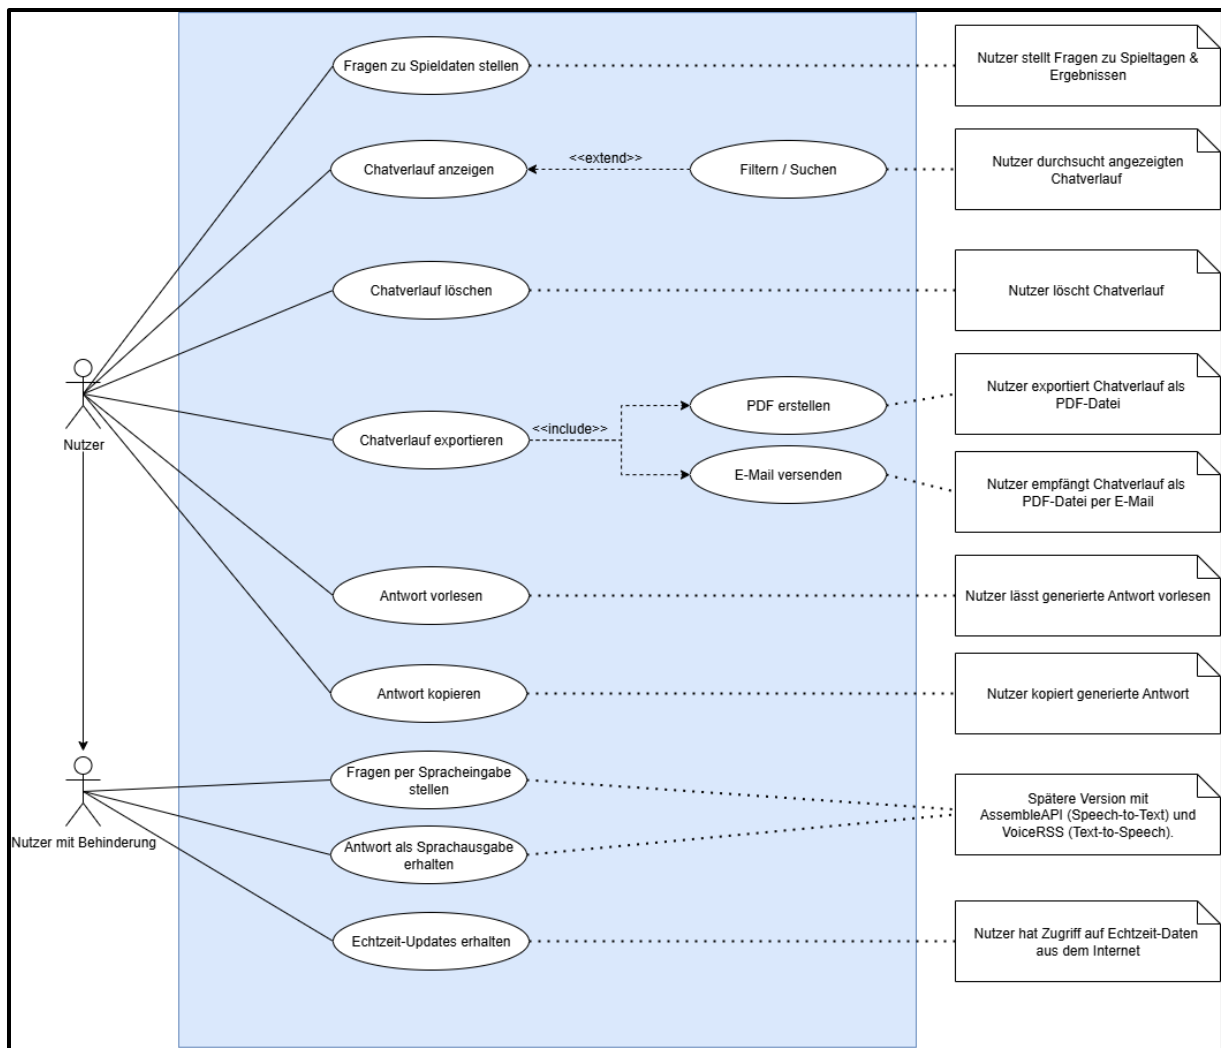 Fragen zu Spieldaten stellen
Nutzer stellt Fragen zu Spieltagen &
Ergebnissen
Chatverlauf anzeigen
<<extend>>
Filtern / Suchen
Nutzer durchsucht angezeigten
Chatverlauf
Chatverlauf löschen
Nutzer löscht Chatverlauf
Nutzer
Chatverlauf exportieren
<<include>>
PDF erstellen
Nutzer exportiert Chatverlauf als
PDF-Datei
E-Mail versenden
Nutzer empfängt Chatverlauf als
PDF-Datei per E-Mail
Antwort vorlesen
Nutzer lässt generierte Antwort vorlesen
Antwort kopieren
Nutzer kopiert generierte Antwort
Nutzer mit Behinderung
Fragen per Spracheingabe
stellen
Antwort als Sprachausgabe
erhalten
Spätere Version mit
AssembleAPI (Speech-to-Text) und
VoiceRSS (Text-to-Speech).
Echtzeit-Updates erhalten
Nutzer hat Zugriff auf Echtzeit-Daten
aus dem Internet